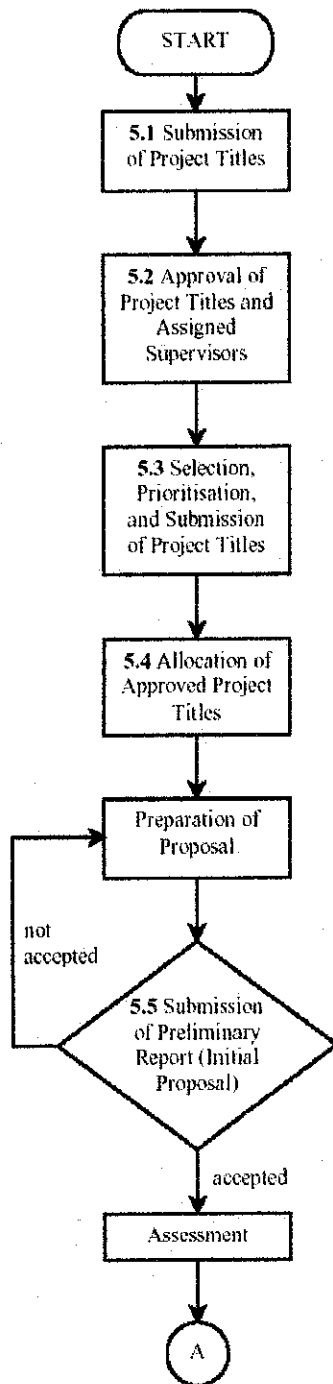 START
5.1 Submission
of Project Titles
5.2 Approval of
Project Titles and
Assigned
Supervisors
5.3 Selection,
Prioritisation,
and Submission
of Project Titles
5.4 Allocation of
Approved Project
Titles
Preparation of
Proposal
not
accepted
5.5 Submission
of Preliminary
Report (Initial
Proposal)
accepted
Assessment
A